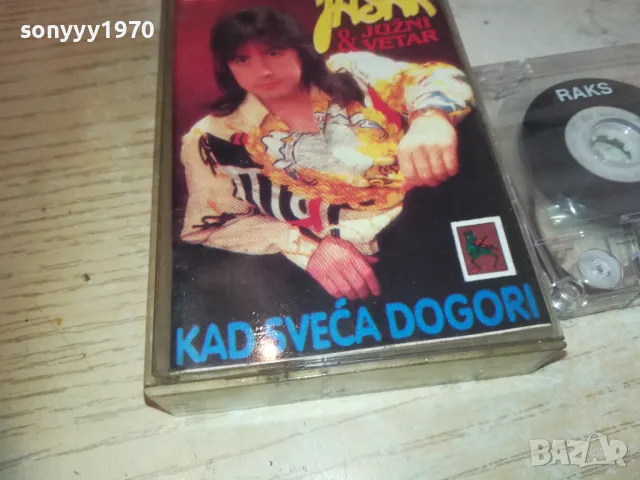 sonyyy1970
& JUŽNI
VETAR
RAKS
KAD SVEĆA DOGORI
BAZAR